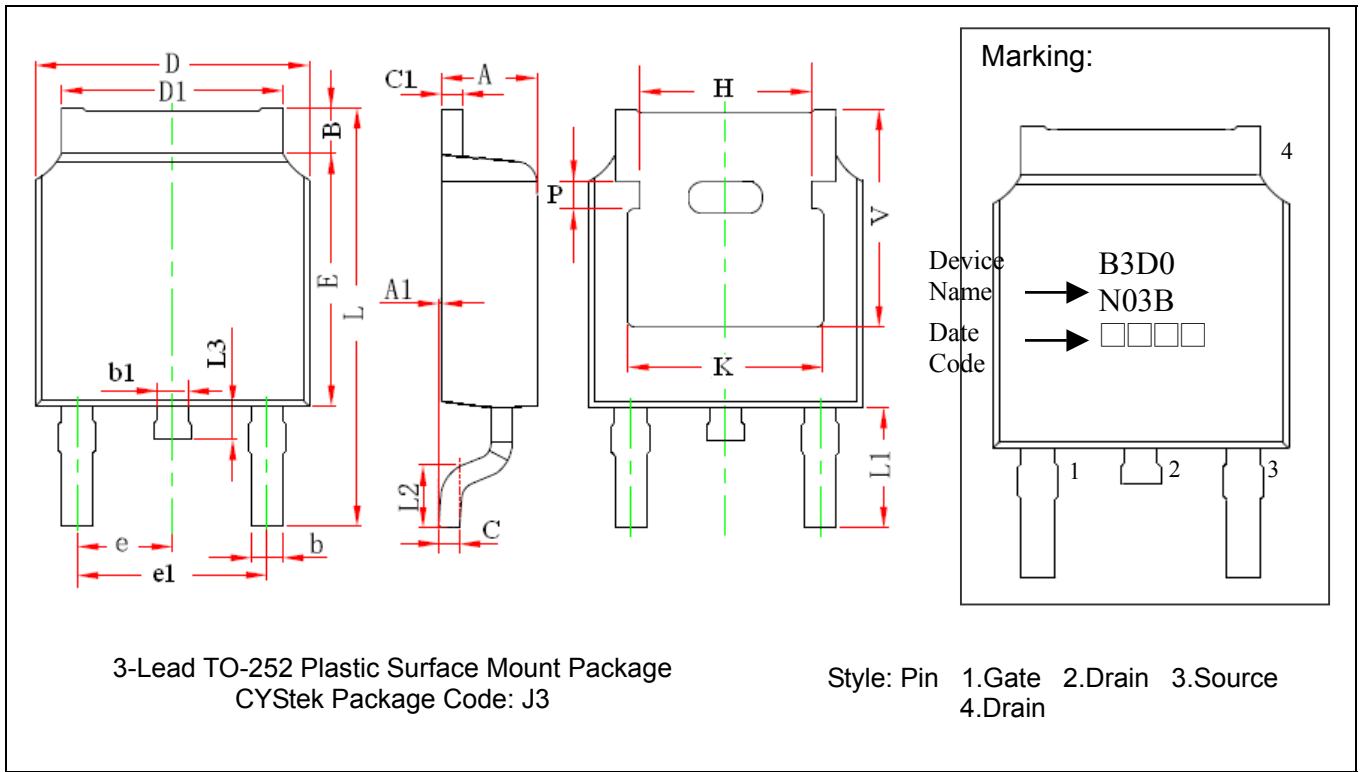 D
D1
B
E
L
L3
b1
e
e1
b
C1
A
A1
L2
C
H
P
V
K
L1
Marking:
4
Device
Name
B3D0
N03B
Date
Code
□□□□
1
2
3
3-Lead TO-252 Plastic Surface Mount Package
CYStek Package Code: J3
Style: Pin 1.Gate 2.Drain 3.Source
4.Drain